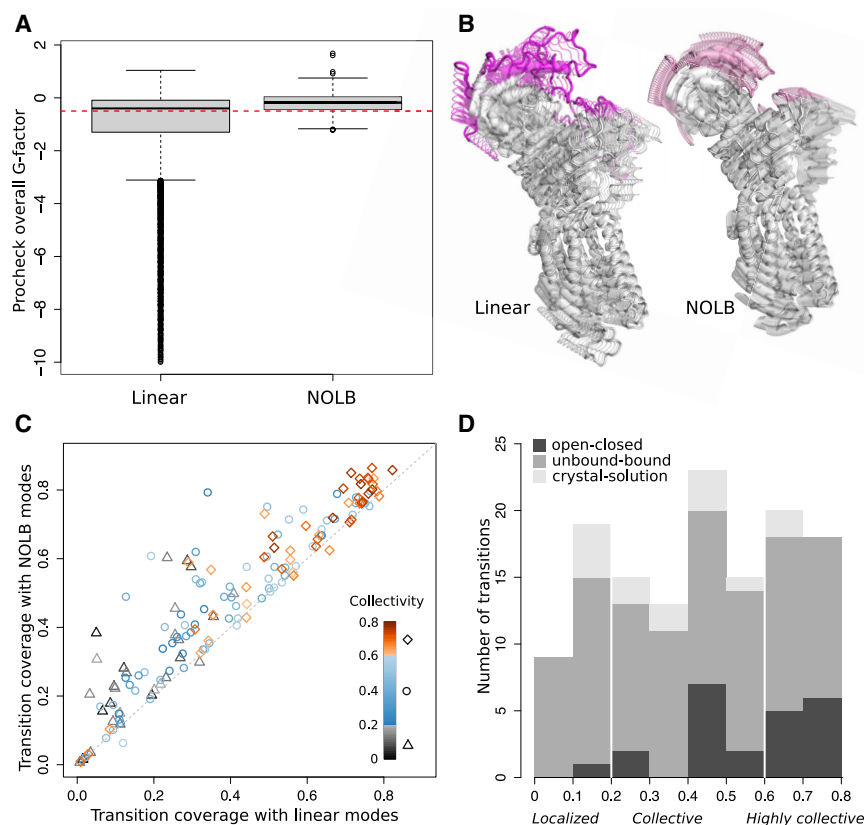 A
Procheck overall G-factor
2
0
−2
−4
−6
−8
−10
Linear
NOLB
B
Linear
NOLB
C
Transition coverage with NOLB modes
0.8
0.6
0.4
0.2
0.0
Collectivity
0.8
0.6
0.4
0.2
0
0.0 0.2 0.4 0.6 0.8
Transition coverage with linear modes
D
open-closed
unbound-bound
crystal-solution
Number of transitions
25
20
15
10
5
0
0 0.1 0.2 0.3 0.4 0.5 0.6 0.7 0.8
Localized Collective Highly collective